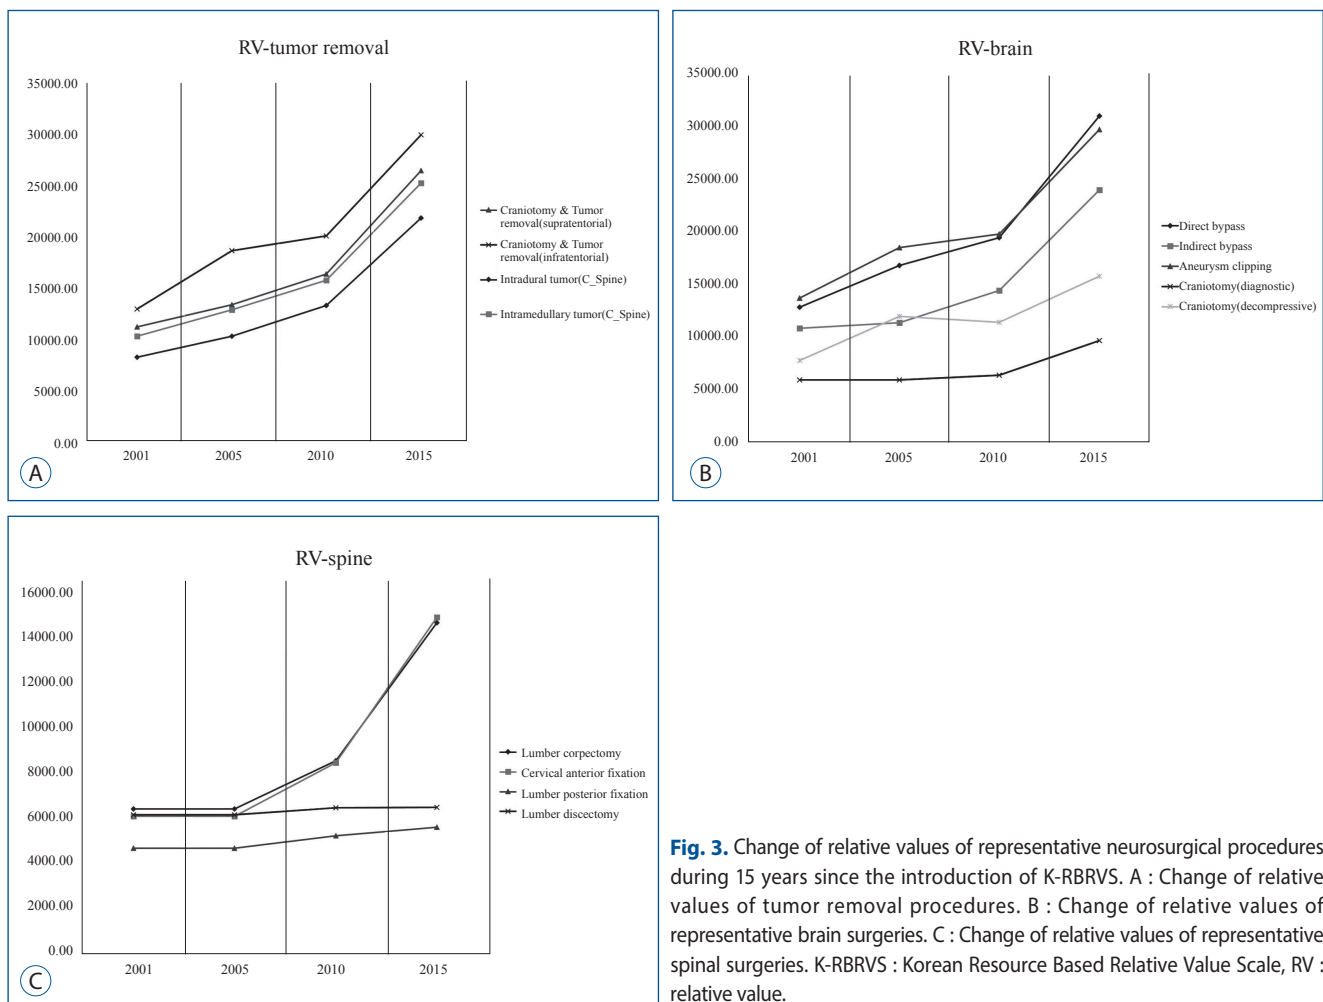 RV-tumor removal
35000.00
30000.00
25000.00
20000.00
15000.00
10000.00
5000.00
0.00
2001 2005 2010 2015
Craniotomy & Tumor
removal(supratentorial)
Craniotomy & Tumor
removal(infratentorial)
Intradural tumor(C_Spine)
Intramedullary tumor(C_Spine)
A
RV-brain
35000.00
30000.00
25000.00
20000.00
15000.00
10000.00
5000.00
0.00
2001 2005 2010 2015
Direct bypass
Indirect bypass
Aneurysm clipping
Craniotomy(diagnostic)
Craniotomy(decompressive)
B
RV-spine
16000.00
14000.00
12000.00
10000.00
8000.00
6000.00
4000.00
2000.00
0.00
2001 2005 2010 2015
Lumber corpectomy
Cervical anterior fixation
Lumber posterior fixation
Lumber discectomy
C
Fig. 3. Change of relative values of representative neurosurgical procedures
during 15 years since the introduction of K-RBRVS. A : Change of relative
values of tumor removal procedures. B : Change of relative values of
representative brain surgeries. C : Change of relative values of representative
spinal surgeries. K-RBRVS : Korean Resource Based Relative Value Scale, RV :
relative value.